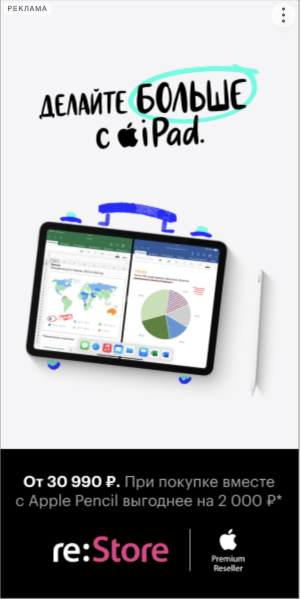 РЕКЛАМА
ДЕЛАЙТЕ БОЛЬШЕ
с iPad.
От 30 990 ₽. При покупке вместе
с Apple Pencil выгоднее на 2 000 ₽*
re:Store
Premium
Reseller